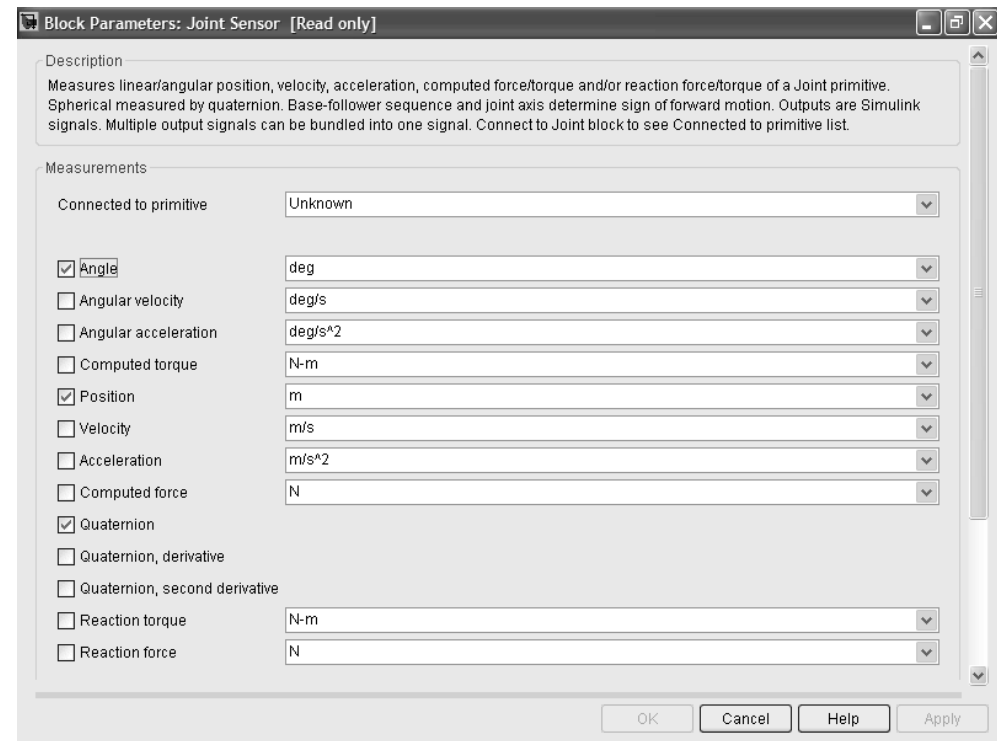 Block Parameters: Joint Sensor [Read only]
Description
Measures linear/angular position, velocity, acceleration, computed force/torque and/or reaction force/torque of a Joint primitive.
Spherical measured by quaternion. Base-follower sequence and joint axis determine sign of forward motion. Outputs are Simulink
signals. Multiple output signals can be bundled into one signal. Connect to Joint block to see Connected to primitive list.
Measurements
Connected to primitive Unknown
Angle deg
Angular velocity deg/s
Angular acceleration deg/s^2
Computed torque N-m
Position m
Velocity m/s
Acceleration m/s^2
Computed force N
Quaternion
Quaternion, derivative
Quaternion, second derivative
Reaction torque N-m
Reaction force N
OK Cancel Help Apply